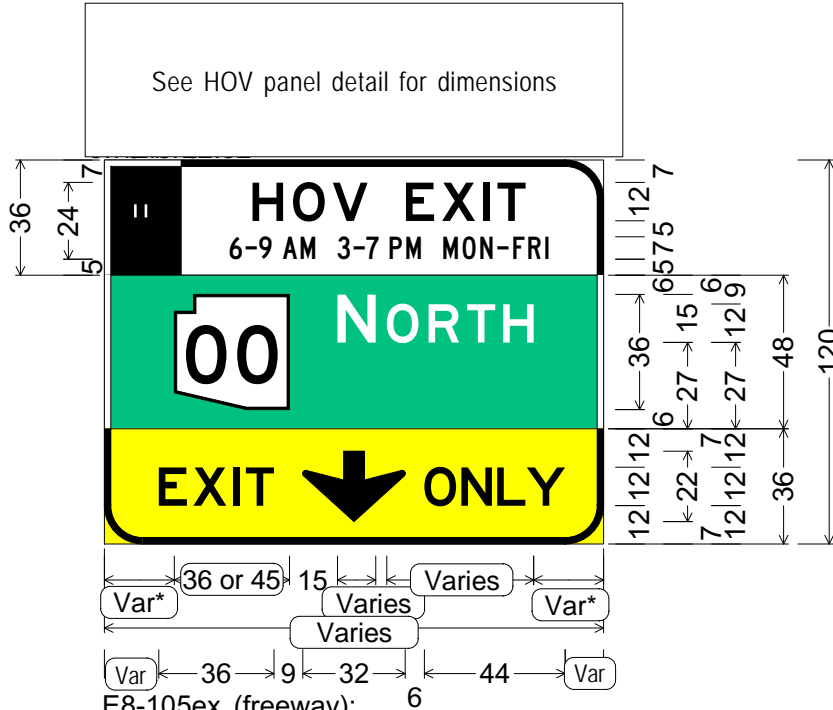 See HOV panel detail for dimensions
HOV EXIT
6-9 AM 3-7 PM MON-FRI
00
NORTH
EXIT ONLY
36
7
24
5
7
12
5
7
5
6
36
6
15
27
6
9
12
27
48
120
12
12
12
22
7
12
12
12
7
36
36 or 45
15
Varies
Var*
Varies
Var*
Varies
Var
36
9
32
6
44
Var
E8-105ex (freeway):